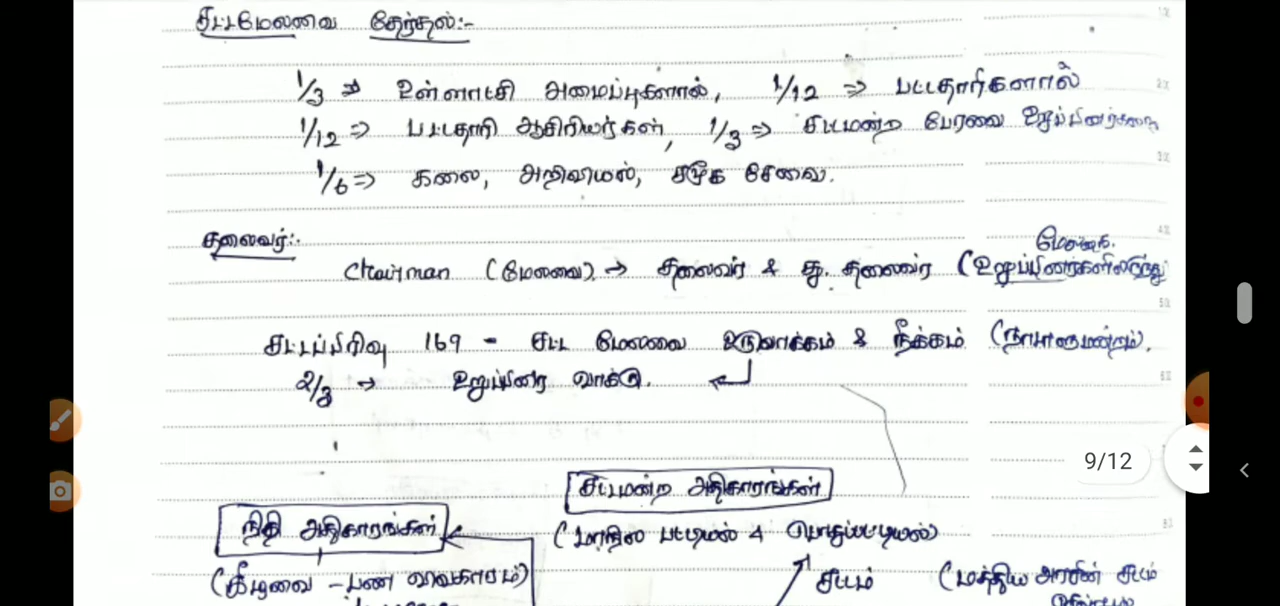 சட்டமேலவை தேர்தல்:-
1/3 ⇒ உள்ளாட்சி அமைப்புகளால், 1/12 ⇒ பட்டதாரிகளால்
1/12 ⇒ பட்டதாரி ஆசிரியர்கள், 1/3 ⇒ சட்டமன்ற பேரவை உறுப்பினர்களால்
1/6 ⇒ கலை, அறிவியல், சமூக சேவை.
தலைவர்:-
Chairman (மேலவை) → தலைவர் & து. தலைவர் (உறுப்பினர்களிலிருந்து
சட்டப்பிரிவு 169 - சட்ட மேலவை உருவாக்கம் & நீக்கம் (நாடாளுமன்றம்).
2/3 → உறுப்பினர் வாக்கு.
9/12
சட்டமன்ற அதிகாரங்கள்
நிதி அதிகாரங்கள்
(மாநில பட்டியல் & பொதுப்பட்டியல்)
(கீழவை - பண விவகாரம்)
சட்டம் (மத்திய அரசின் சட்டம்